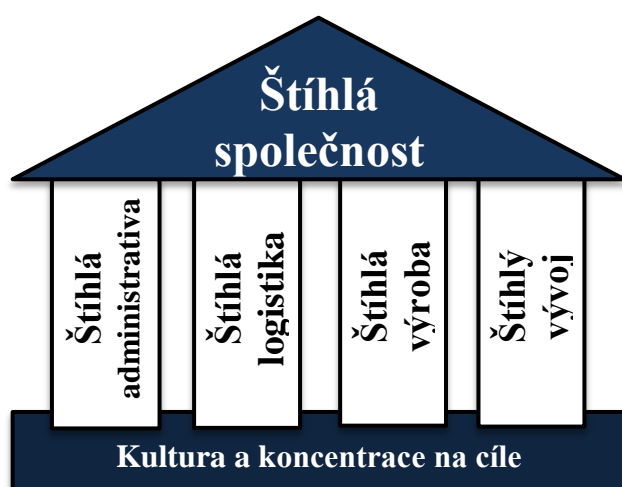 Štíhlá
společnost
Štíhlá
administrativa
Štíhlá
logistika
Štíhlá
výroba
Štíhlý
vývoj
Kultura a koncentrace na cíle